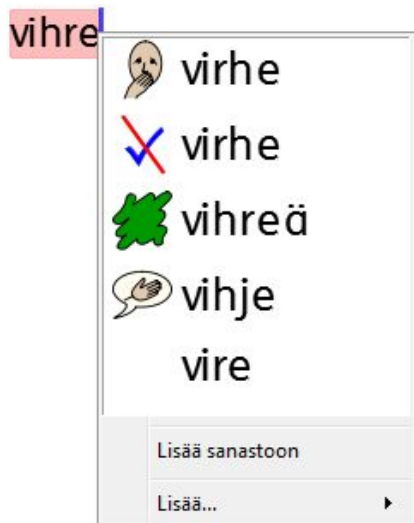 vihre
virhe
virhe
vihreä
vihje
vire
Lisää sanastoon
Lisää...